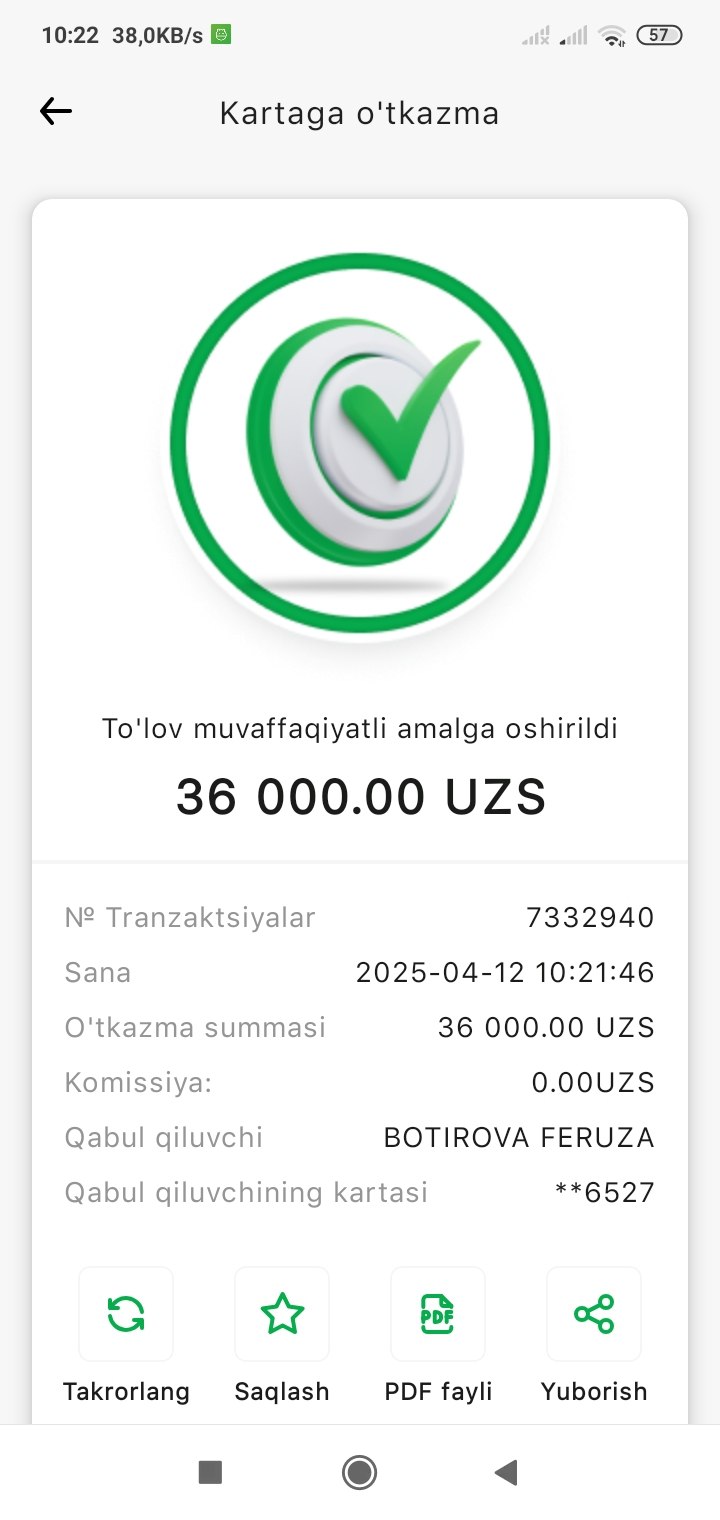 10:22 38,0KB/s 57
Kartaga o'tkazma
To'lov muvaffaqiyatli amalga oshirildi
36 000.00 UZS
№ Tranzaktsiyalar 7332940
Sana 2025-04-12 10:21:46
O'tkazma summasi 36 000.00 UZS
Komissiya: 0.00UZS
Qabul qiluvchi BOTIROVA FERUZA
Qabul qiluvchining kartasi **6527
PDF
Takrorlang Saqlash PDF fayli Yuborish